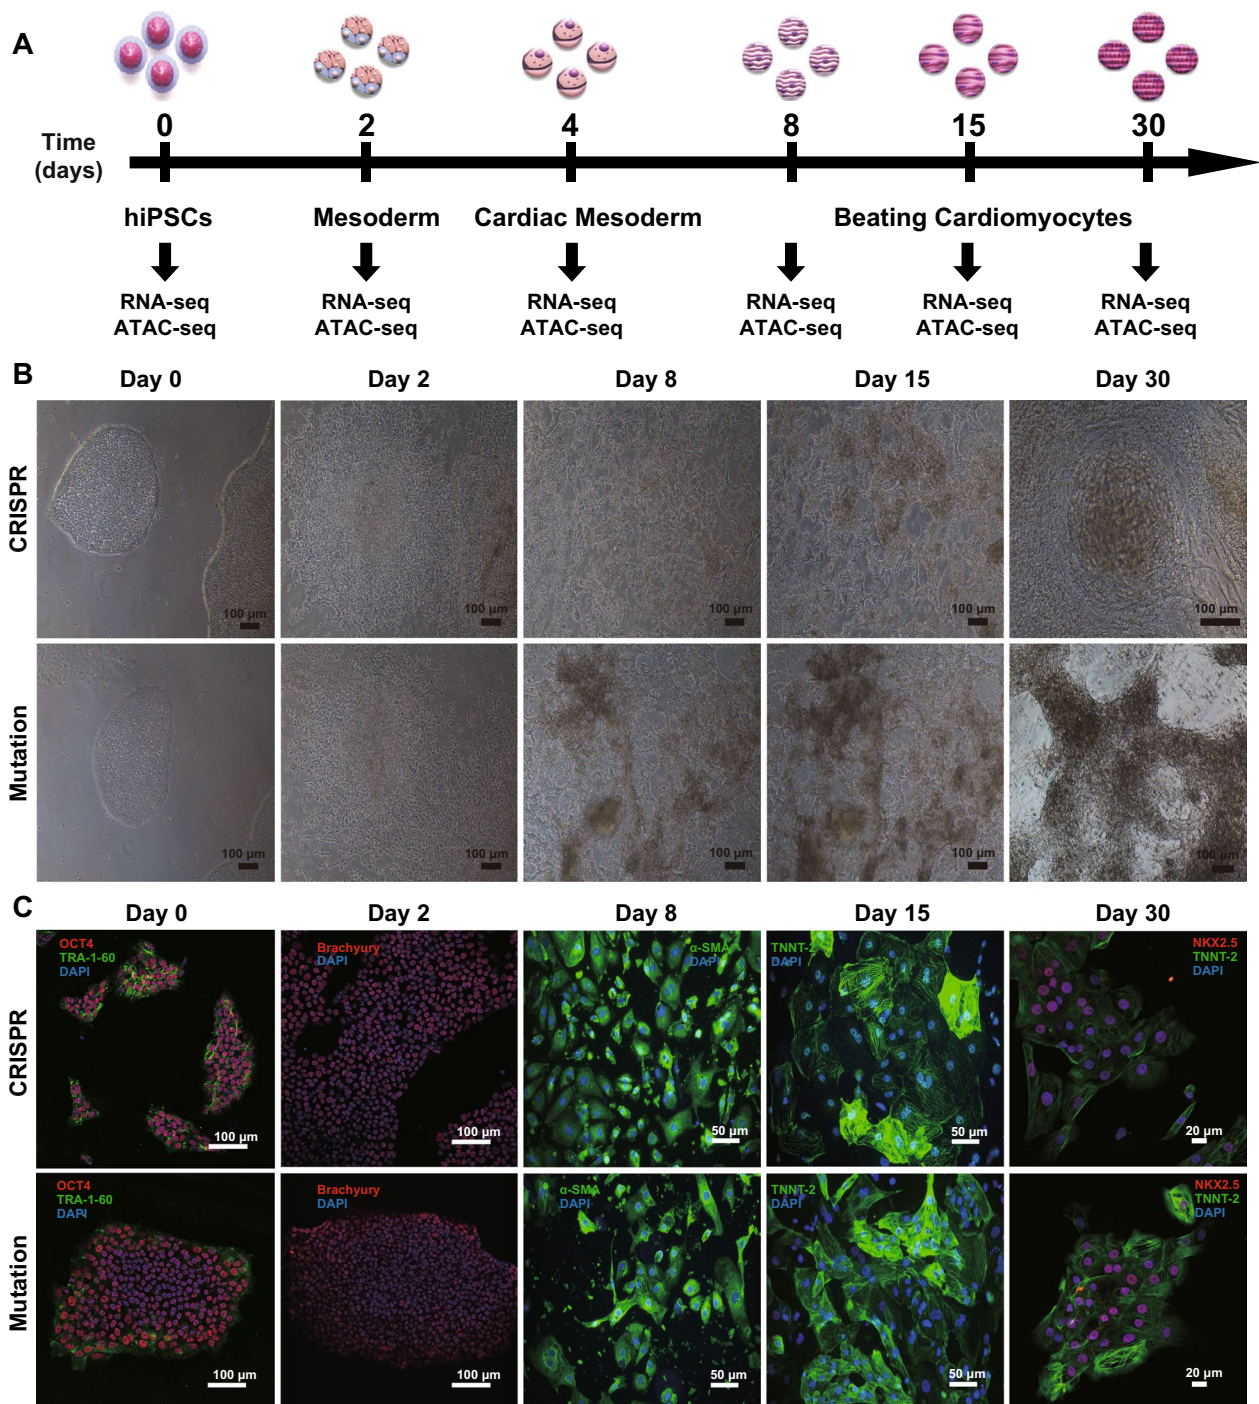 A
0 2 4 8 15 30
Time
(days)
hiPSCs Mesoderm Cardiac Mesoderm Beating Cardiomyocytes
RNA-seq RNA-seq RNA-seq RNA-seq RNA-seq RNA-seq
ATAC-seq ATAC-seq ATAC-seq ATAC-seq ATAC-seq ATAC-seq
B
Day 0 Day 2 Day 8 Day 15 Day 30
CRISPR
100 µm 100 µm 100 µm 100 µm 100 µm
Mutation
100 µm 100 µm 100 µm 100 µm 100 µm
C
Day 0 Day 2 Day 8 Day 15 Day 30
CRISPR
OCT4
TRA-1-60
DAPI
100 µm
Brachyury
DAPI
100 µm
α-SMA
DAPI
50 µm
TNNT-2
DAPI
50 µm
NKX2.5
TNNT-2
DAPI
20 µm
Mutation
OCT4
TRA-1-60
DAPI
100 µm
Brachyury
DAPI
100 µm
α-SMA
DAPI
50 µm
TNNT-2
DAPI
50 µm
NKX2.5
TNNT-2
DAPI
20 µm